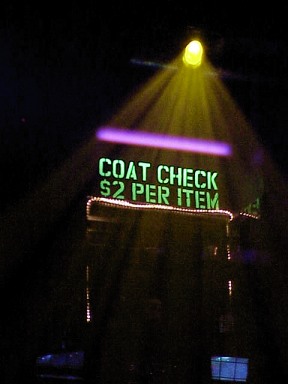 COAT CHECK
$2 PER ITEM